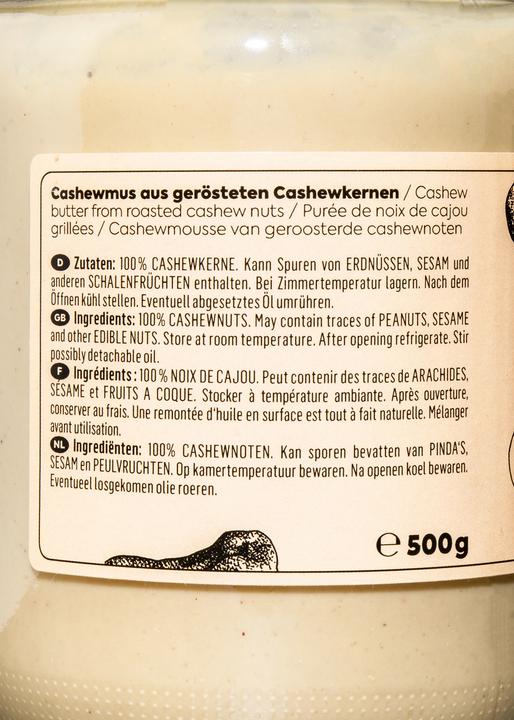 Cashewmus aus gerösteten Cashewkernen / Cashew
butter from roasted cashew nuts / Purée de noix de cajou
grillées / Cashewmousse van geroosterde cashewnoten
D Zutaten: 100% CASHEWKERNE. Kann Spuren von ERDNÜSSEN, SESAM und
anderen SCHALENFRÜCHTEN enthalten. Bei Zimmertemperatur lagern. Nach dem
Öffnen kühl stellen. Eventuell abgesetztes Öl umrühren.
GB Ingredients: 100% CASHEWNUTS. May contain traces of PEANUTS, SESAME
and other EDIBLE NUTS. Store at room temperature. After opening refrigerate. Stir
possibly detachable oil.
F Ingrédients: 100% NOIX DE CAJOU. Peut contenir des traces de ARACHIDES,
SÉSAME et FRUITS A COQUE. Stocker à température ambiante. Après ouverture,
conserver au frais. Une remontée d'huile en surface est tout à fait naturelle. Mélanger
avant utilisation.
NL Ingrediënten: 100% CASHEWNOTEN. Kan sporen bevatten van PINDA'S,
SESAM en PEULVRUCHTEN. Op kamertemperatuur bewaren. Na openen koel bewaren.
Eventueel losgekomen olie roeren.
℮ 500g